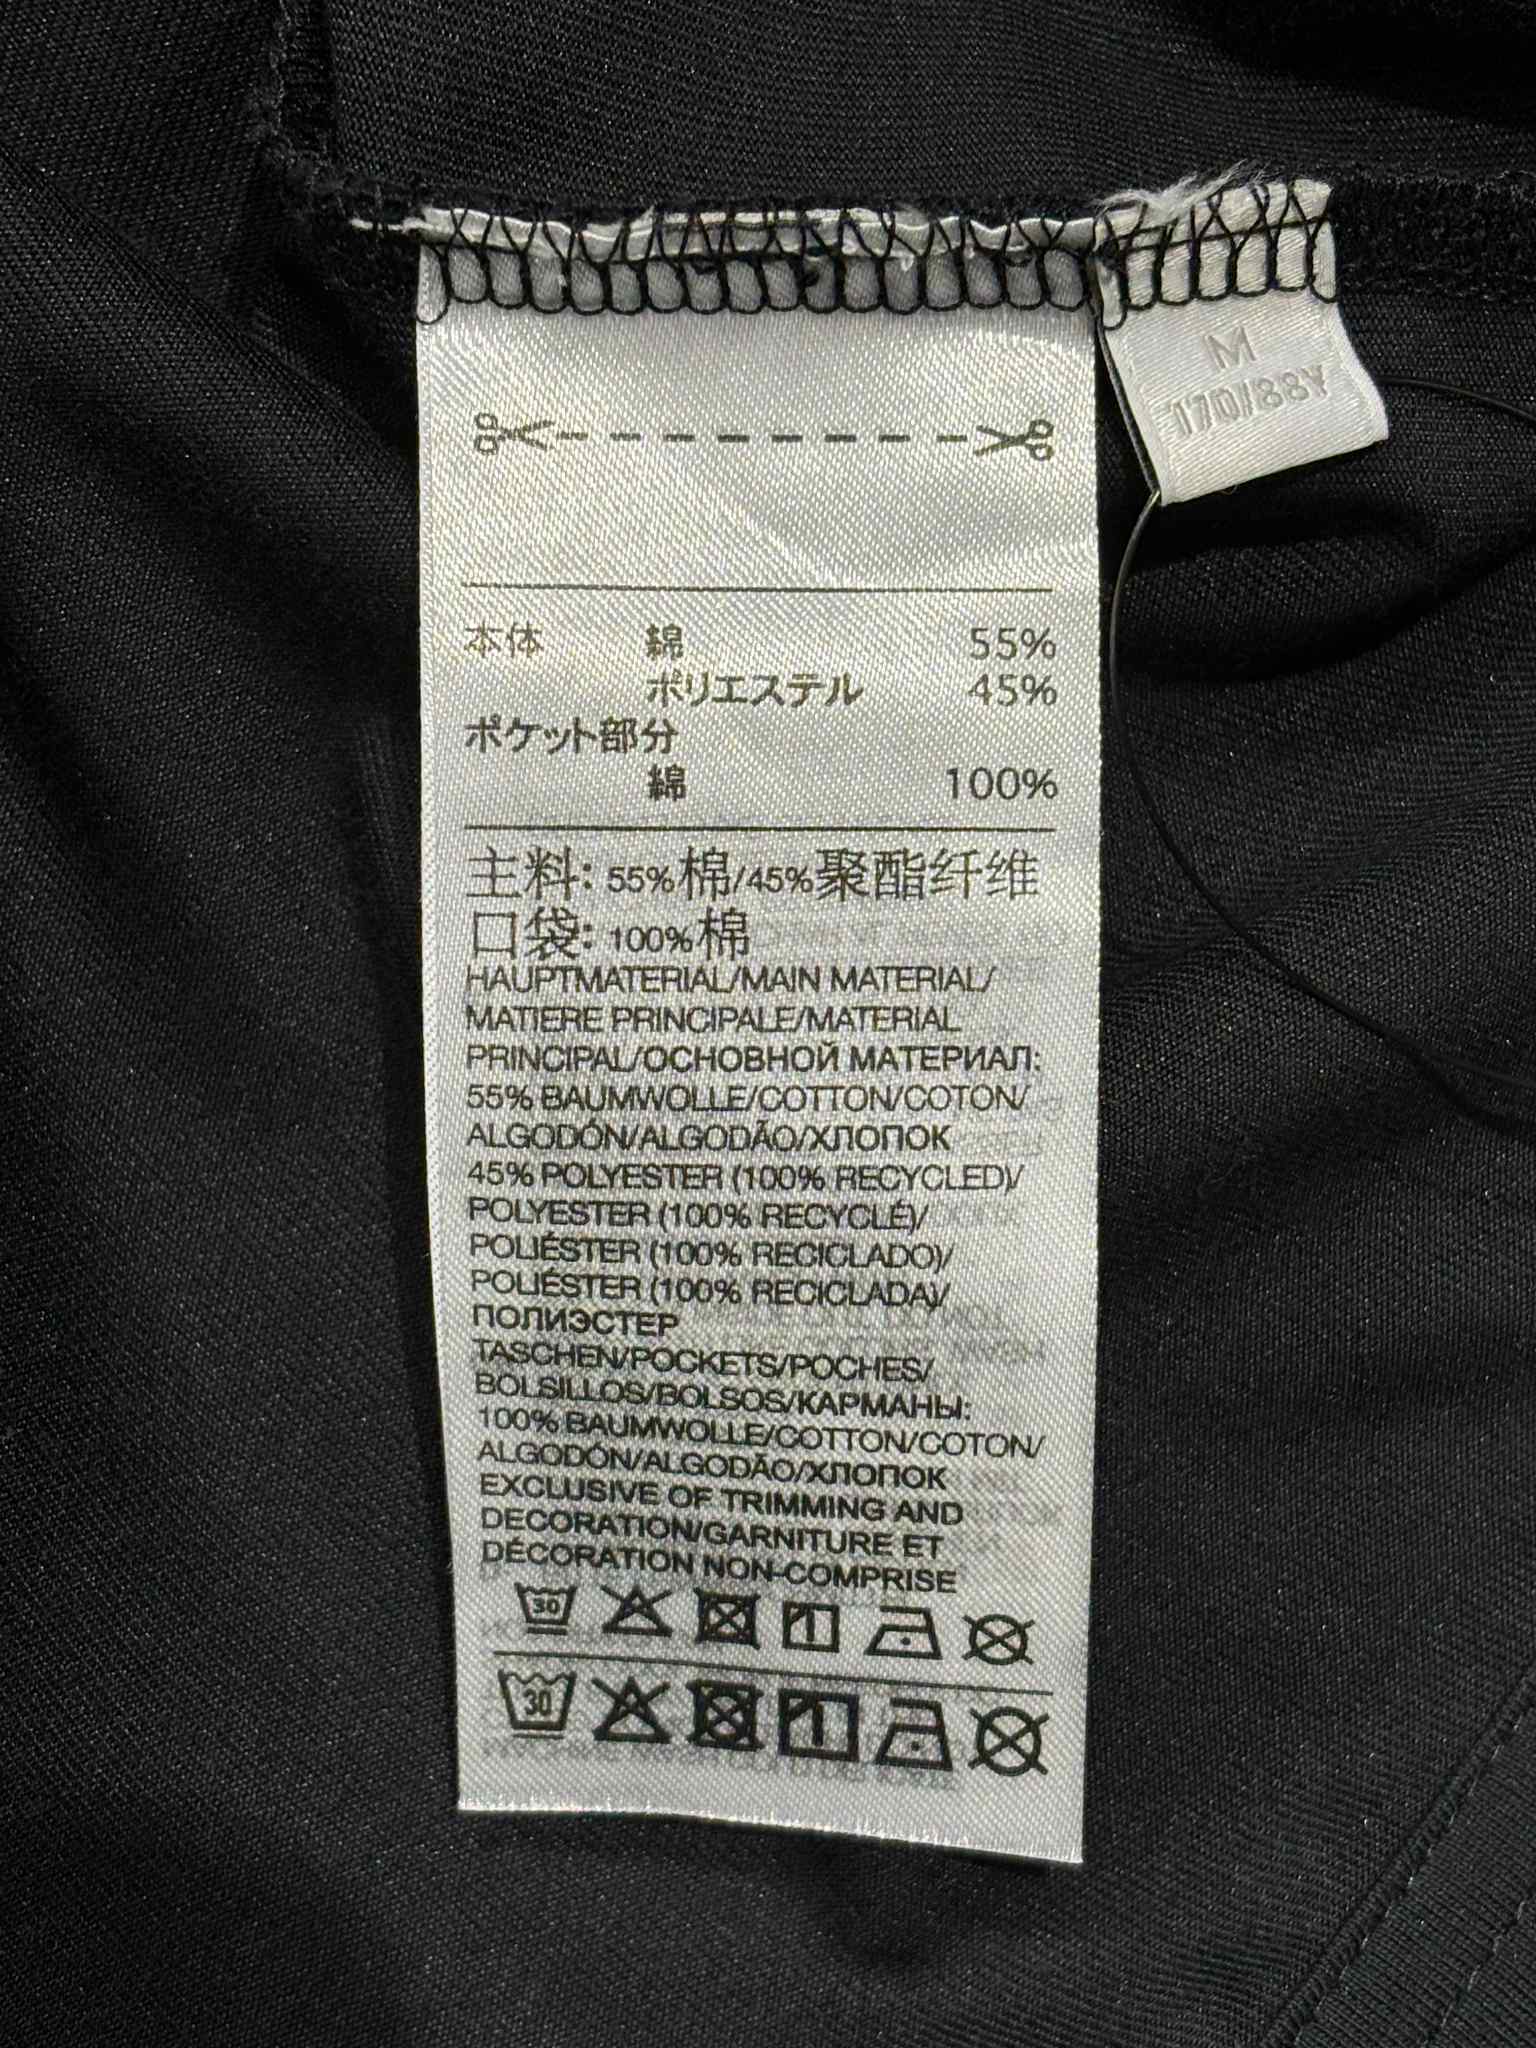 M
170/88Y
本体 綿 55%
ポリエステル 45%
ポケット部分
綿 100%
主料: 55%棉/45%聚酯纤维
口袋: 100%棉
HAUPTMATERIAL/MAIN MATERIAL/
MATIERE PRINCIPALE/MATERIAL
PRINCIPAL/ОСНОВНОЙ МАТЕРИАЛ:
55% BAUMWOLLE/COTTON/COTON/
ALGODÓN/ALGODÃO/ХЛОПОК
45% POLYESTER (100% RECYCLED)/
POLYESTER (100% RECYCLÉ)/
POLIÉSTER (100% RECICLADO)/
POLIÉSTER (100% RECICLADA)/
ПОЛИЭСТЕР
TASCHEN/POCKETS/POCHES/
BOLSILLOS/BOLSOS/КАРМАНЫ:
100% BAUMWOLLE/COTTON/COTON/
ALGODÓN/ALGODÃO/ХЛОПОК
EXCLUSIVE OF TRIMMING AND
DECORATION/GARNITURE ET
DÉCORATION NON-COMPRISE
30
30